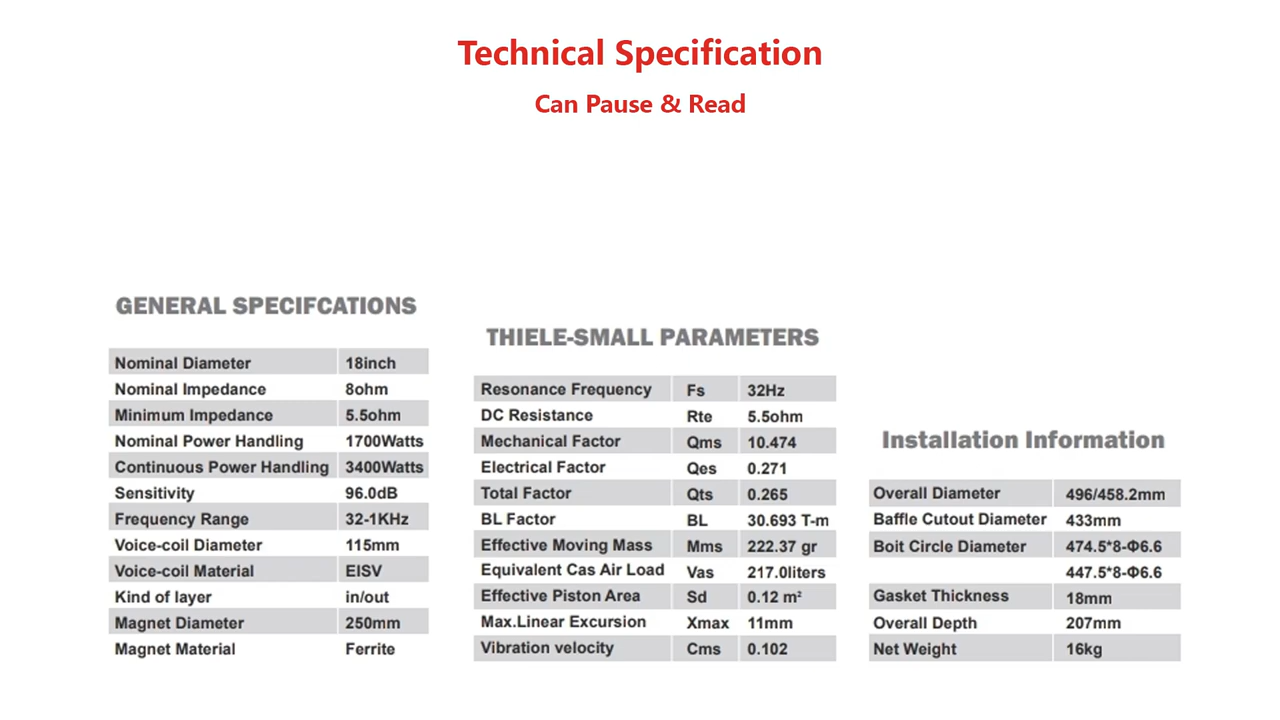 Technical Specification
Can Pause & Read
GENERAL SPECIFCATIONS
Nominal Diameter 18inch
Nominal Impedance 8ohm
Minimum Impedance 5.5ohm
Nominal Power Handling 1700Watts
Continuous Power Handling 3400Watts
Sensitivity 96.0dB
Frequency Range 32-1KHz
Voice-coil Diameter 115mm
Voice-coil Material EISV
Kind of layer in/out
Magnet Diameter 250mm
Magnet Material Ferrite
THIELE-SMALL PARAMETERS
Resonance Frequency Fs 32Hz
DC Resistance Rte 5.5ohm
Mechanical Factor Qms 10.474
Electrical Factor Qes 0.271
Total Factor Qts 0.265
BL Factor BL 30.693 T-m
Effective Moving Mass Mms 222.37 gr
Equivalent Cas Air Load Vas 217.0liters
Effective Piston Area Sd 0.12 m²
Max.Linear Excursion Xmax 11mm
Vibration velocity Cms 0.102
Installation Information
Overall Diameter 496/458.2mm
Baffle Cutout Diameter 433mm
Boit Circle Diameter 474.5*8-Φ6.6
447.5*8-Φ6.6
Gasket Thickness 18mm
Overall Depth 207mm
Net Weight 16kg